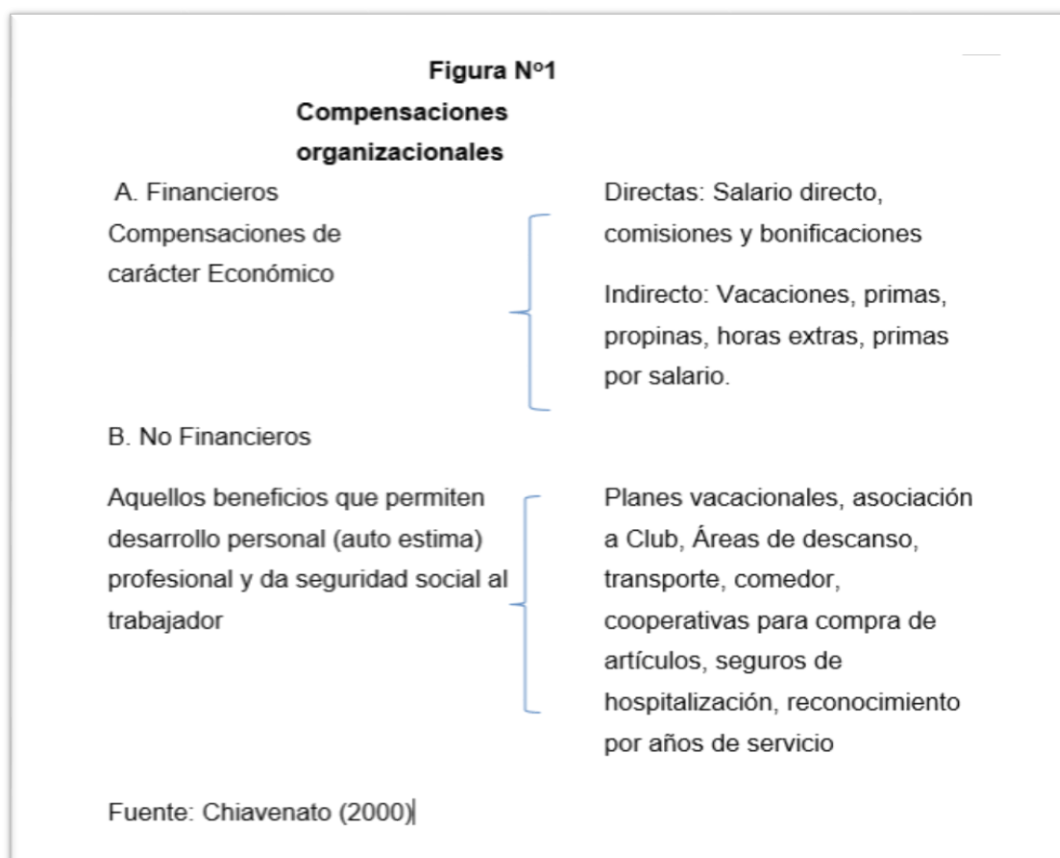 Figura Nº1
Compensaciones
organizacionales
A. Financieros
Compensaciones de
carácter Económico
Directas: Salario directo,
comisiones y bonificaciones
Indirecto: Vacaciones, primas,
propinas, horas extras, primas
por salario.
B. No Financieros
Aquellos beneficios que permiten
desarrollo personal (auto estima)
profesional y da seguridad social al
trabajador
Planes vacacionales, asociación
a Club, Áreas de descanso,
transporte, comedor,
cooperativas para compra de
artículos, seguros de
hospitalización, reconocimiento
por años de servicio
Fuente: Chiavenato (2000)